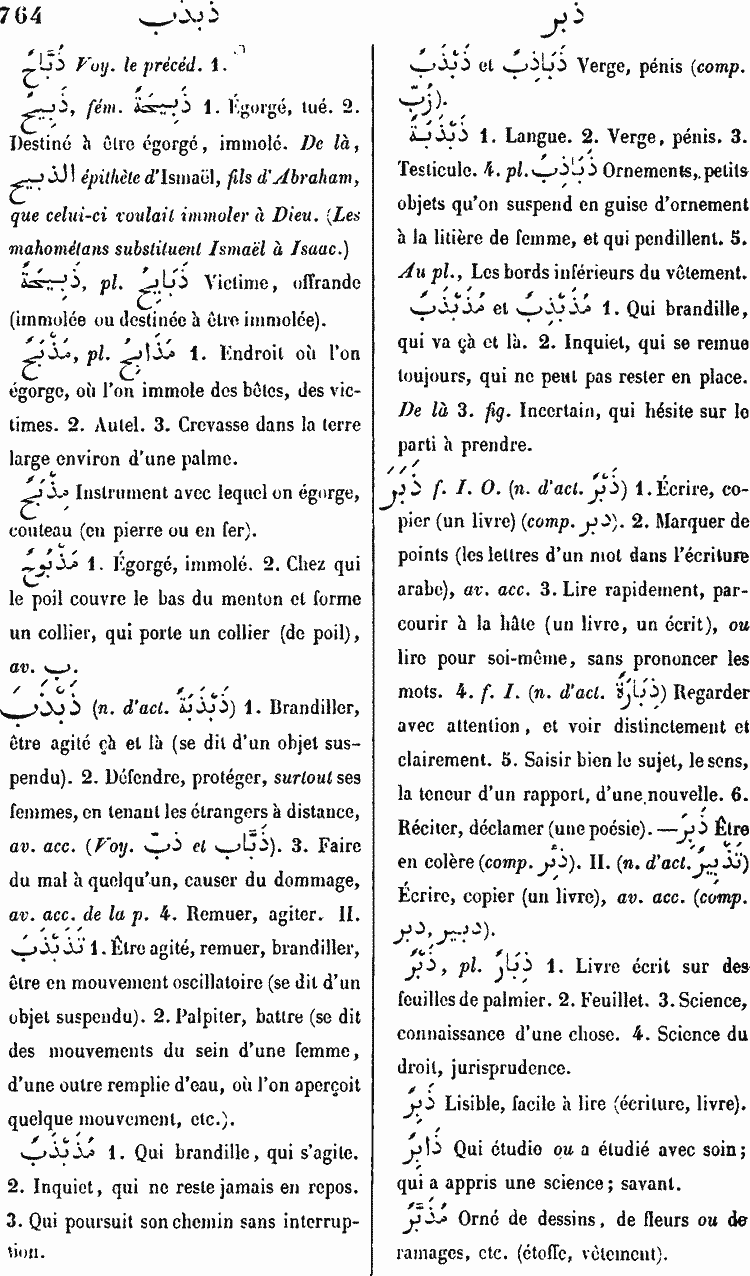 764
ذبذب
ذبر
ذَبَّاحٌ Voy. le précéd. 1.
ذَبِيحٌ, fém. ذَبِيحَةٌ 1. Égorgé, tué. 2.
Destiné à être égorgé, immolé. De là,
الذبيح épithète d'Ismaël, fils d'Abraham,
que celui-ci voulait immoler à Dieu. (Les
mahométans substituent Ismaël à Isaac.)
ذَبِيحَةٌ, pl. ذَبَايِحُ Victime, offrande
(immolée ou destinée à être immolée).
مَذْبَحٌ, pl. مَذَابِحُ 1. Endroit où l'on
égorge, où l'on immole des bêtes, des vic-
times. 2. Autel. 3. Crevasse dans la terre
large environ d'une palme.
مِذْبَحٌ Instrument avec lequel on égorge,
couteau (en pierre ou en fer).
مَذْبُوحٌ 1. Égorgé, immolé. 2. Chez qui
le poil couvre le bas du menton et forme
un collier, qui porte un collier (de poil),
av. ب.
ذَبْذَبَ (n. d'act. ذَبْذَبَةٌ) 1. Brandiller,
être agité çà et là (se dit d'un objet sus-
pendu). 2. Défendre, protéger, surtout ses
femmes, en tenant les étrangers à distance,
av. acc. (Voy. ذبّ et ذَبَّاب). 3. Faire
du mal à quelqu'un, causer du dommage,
av. acc. de la p. 4. Remuer, agiter. II.
تَذَبْذَبَ 1. Être agité, remuer, brandiller,
être en mouvement oscillatoire (se dit d'un
objet suspendu). 2. Palpiter, battre (se dit
des mouvements du sein d'une femme,
d'une outre remplie d'eau, où l'on aperçoit
quelque mouvement, etc.).
مُذَبْذِبٌ 1. Qui brandille, qui s'agite.
2. Inquiet, qui ne reste jamais en repos.
3. Qui poursuit son chemin sans interrup-
tion.
ذَبْذَبٌ et ذَبَاذِبٌ Verge, pénis (comp.
زُبّ).
ذَبْذَبَةٌ 1. Langue. 2. Verge, pénis. 3.
Testicule. 4. pl. ذَبَاذِبُ Ornements, petits
objets qu'on suspend en guise d'ornement
à la litière de femme, et qui pendillent. 5.
Au pl., Les bords inférieurs du vêtement.
مُذَبْذِبٌ et مُذَبْذَبٌ 1. Qui brandille,
qui va çà et là. 2. Inquiet, qui se remue
toujours, qui ne peut pas rester en place.
De là 3. fig. Incertain, qui hésite sur le
parti à prendre.
ذَبَرَ f. I. O. (n. d'act. ذَبْرٌ) 1. Écrire, co-
pier (un livre) (comp. دبر). 2. Marquer de
points (les lettres d'un mot dans l'écriture
arabe), av. acc. 3. Lire rapidement, par-
courir à la hâte (un livre, un écrit), ou
lire pour soi-même, sans prononcer les
mots. 4. f. I. (n. d'act. ذَبَارَةٌ) Regarder
avec attention, et voir distinctement et
clairement. 5. Saisir bien le sujet, le sens,
la teneur d'un rapport, d'une nouvelle. 6.
Réciter, déclamer (une poésie). — ذَبِرَ Être
en colère (comp. ذئر). II. (n. d'act. تَذْبِيرٌ)
Écrire, copier (un livre), av. acc. (comp.
دبر, دبير).
ذَبْرٌ, pl. ذِبَارٌ 1. Livre écrit sur des
feuilles de palmier. 2. Feuillet. 3. Science,
connaissance d'une chose. 4. Science du
droit, jurisprudence.
ذَبِرٌ Lisible, facile à lire (écriture, livre).
ذَابِرٌ Qui étudie ou a étudié avec soin;
qui a appris une science; savant.
مُذَبَّرٌ Orné de dessins, de fleurs ou de
ramages, etc. (étoffe, vêtement).